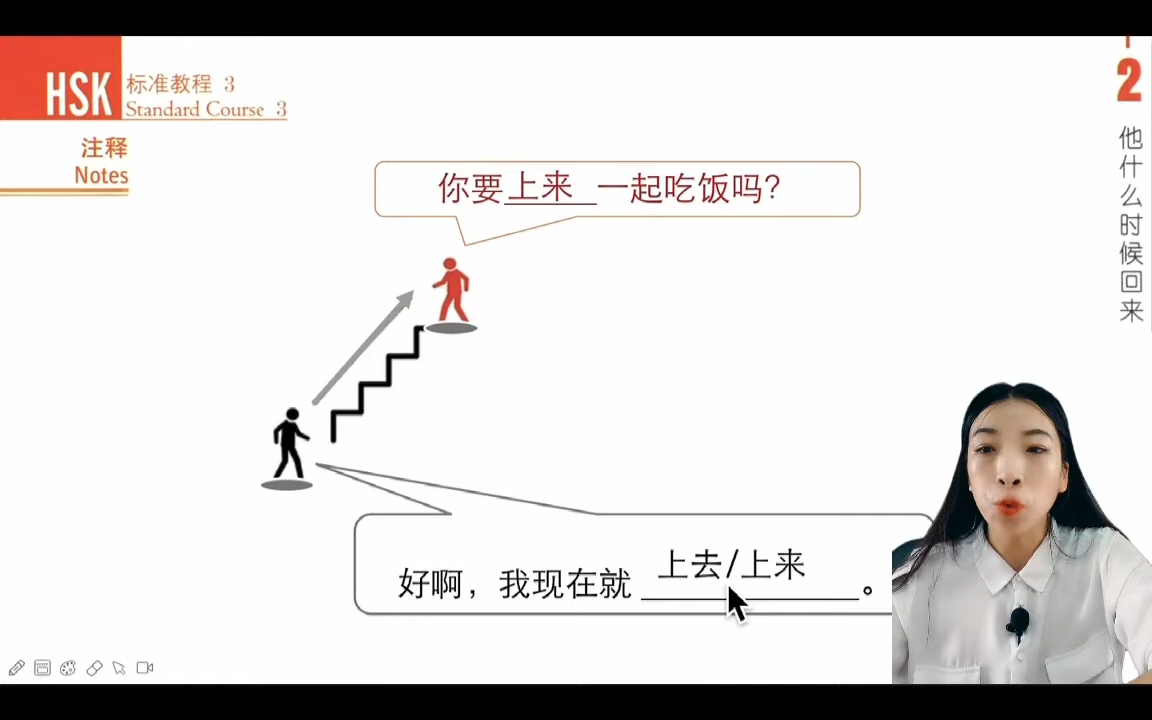 HSK 标准教程 3
Standard Course 3
注释
Notes
你要上来 一起吃饭吗?
好啊，我现在就 上去/上来 。
2
他什么时候回来